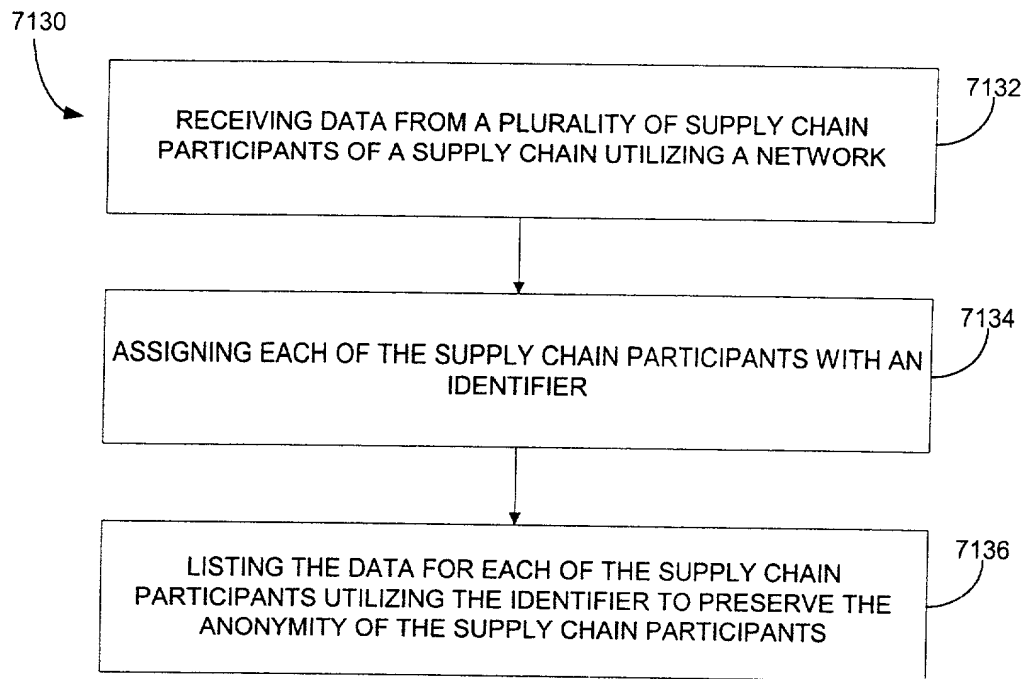 7130
7132
RECEIVING DATA FROM A PLURALITY OF SUPPLY CHAIN
PARTICIPANTS OF A SUPPLY CHAIN UTILIZING A NETWORK
7134
ASSIGNING EACH OF THE SUPPLY CHAIN PARTICIPANTS WITH AN
IDENTIFIER
7136
LISTING THE DATA FOR EACH OF THE SUPPLY CHAIN
PARTICIPANTS UTILIZING THE IDENTIFIER TO PRESERVE THE
ANONYMITY OF THE SUPPLY CHAIN PARTICIPANTS